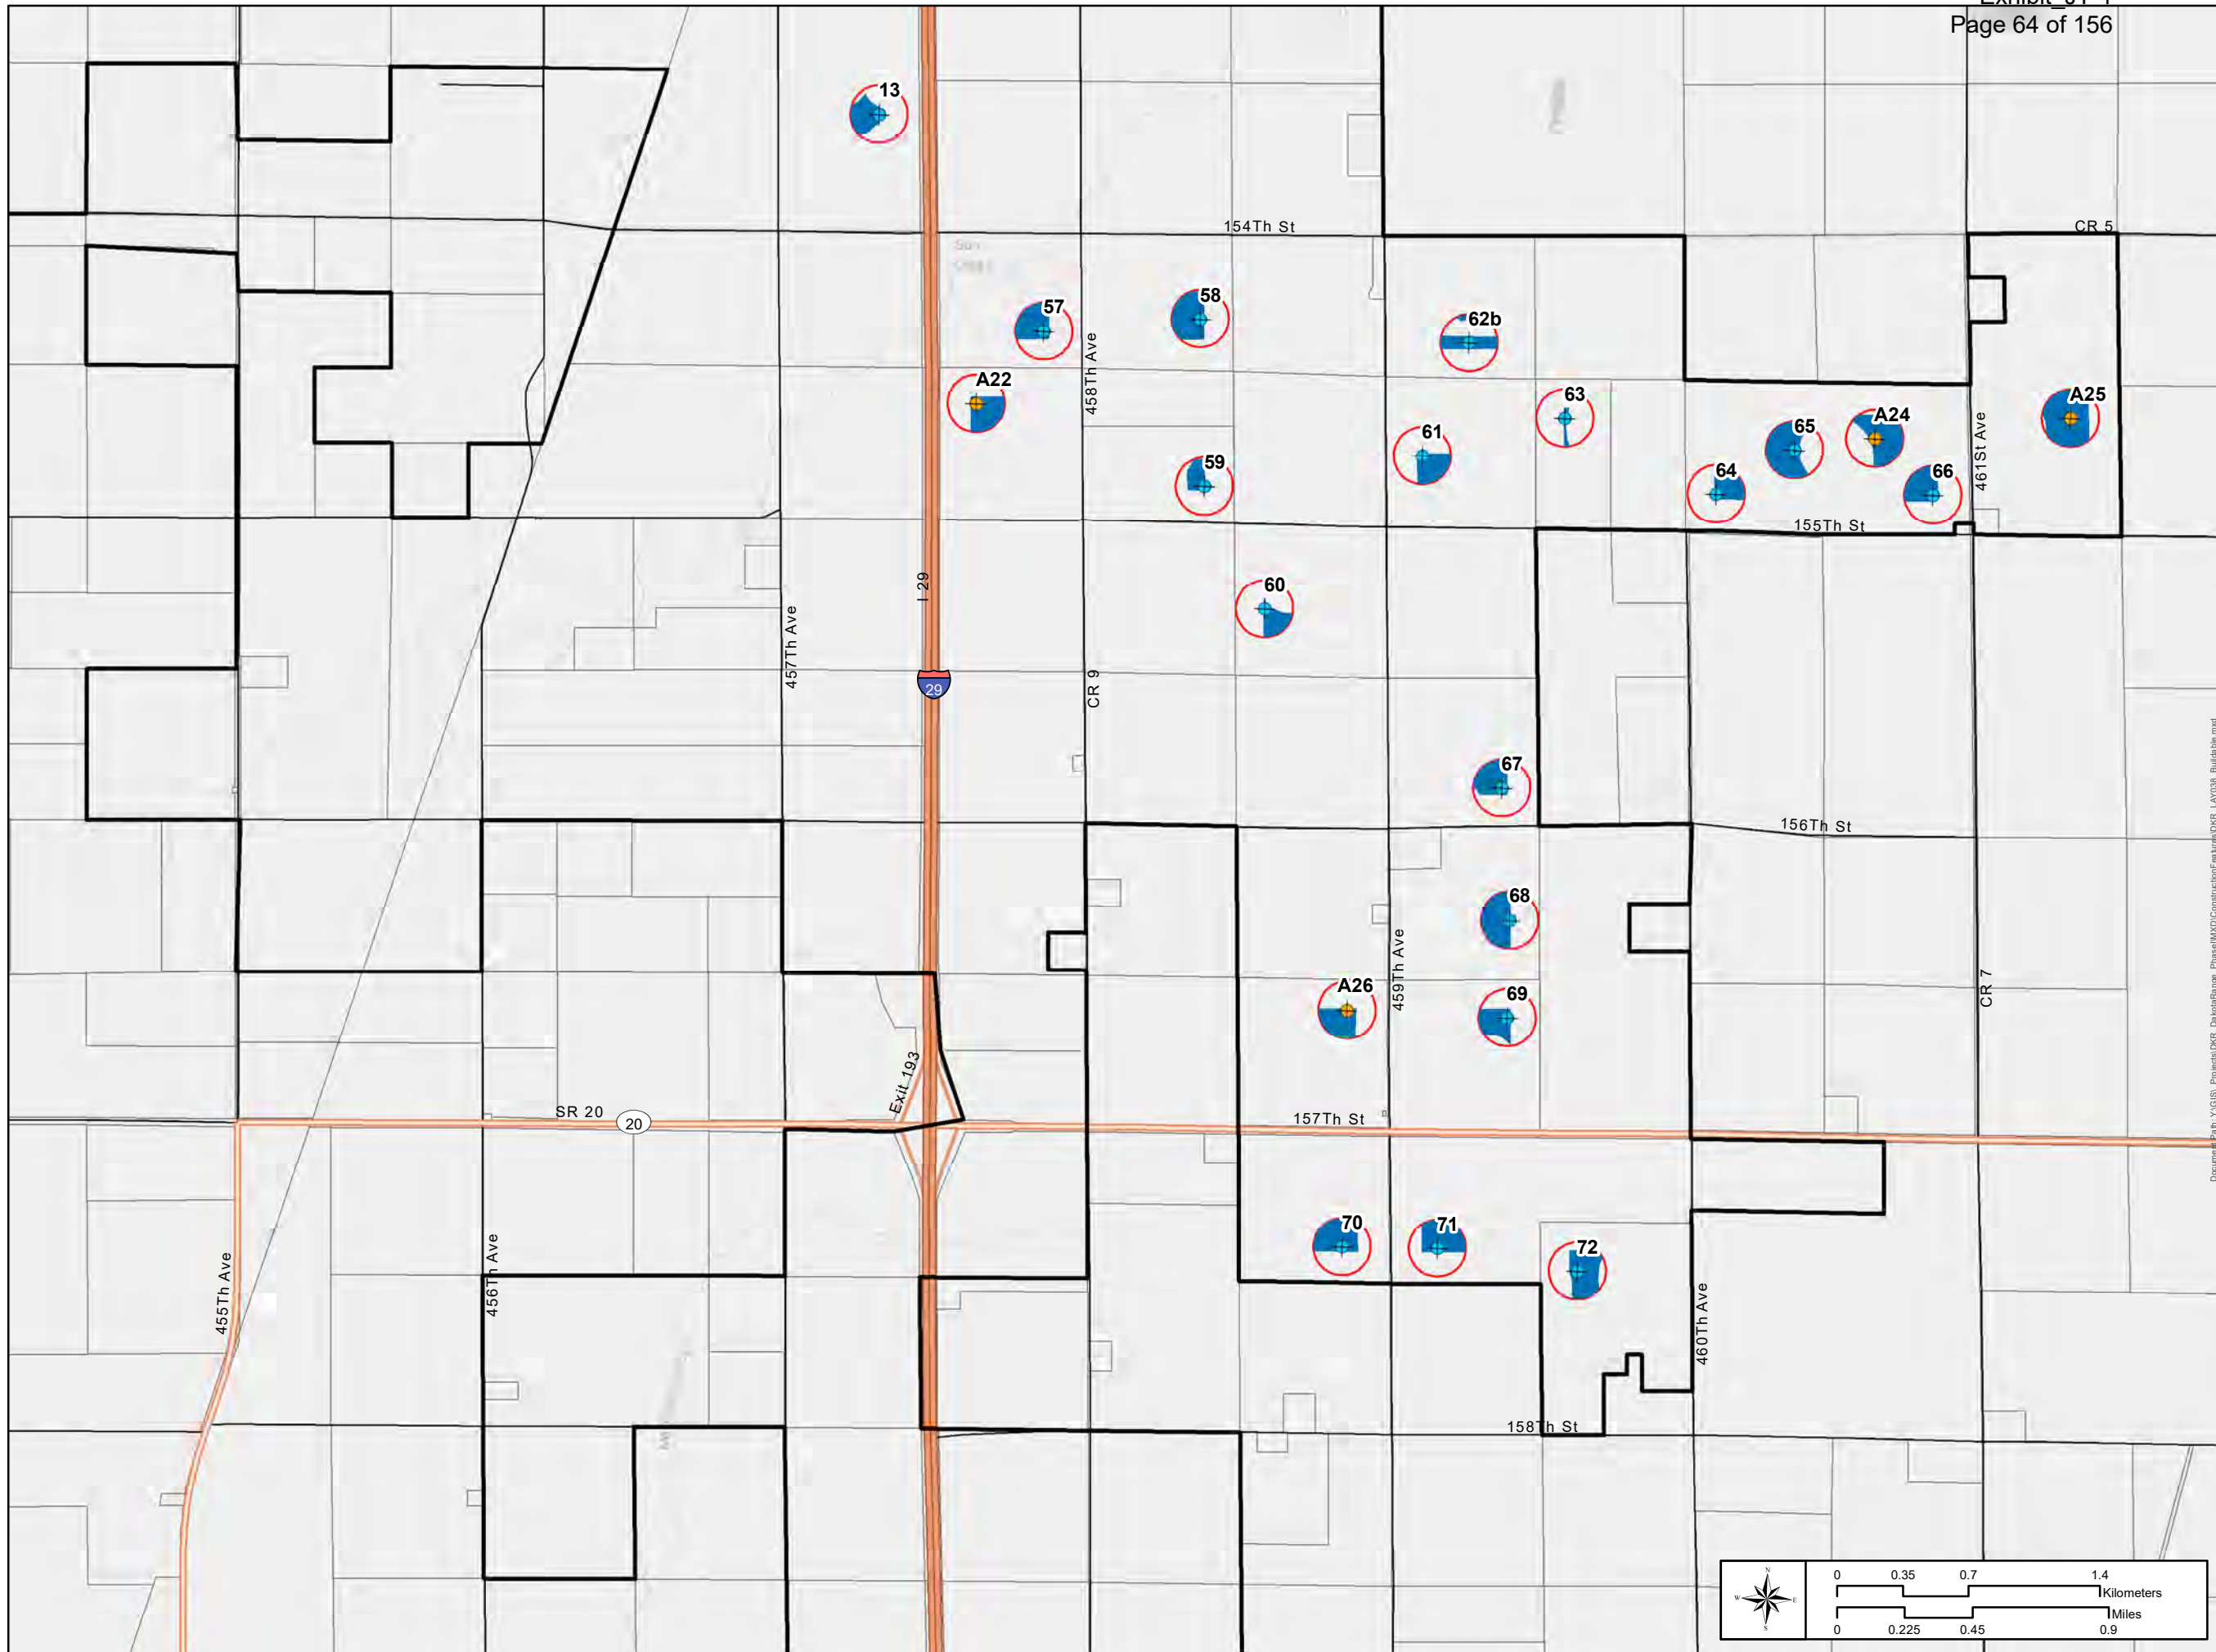 Page 64 of 156
13
154Th St
CR 5
57
58
62b
458Th Ave
A22
63
A25
A24
65
61
461St Ave
59
64
66
155Th St
I 29
60
457Th Ave
29
CR 9
67
156Th St
68
459Th Ave
A26
69
CR 7
Exit 193
SR 20
20
157Th St
70
71
72
455Th Ave
456Th Ave
460Th Ave
158Th St
N
W
E
S
0 0.35 0.7 1.4
Kilometers
Miles
0 0.225 0.45 0.9